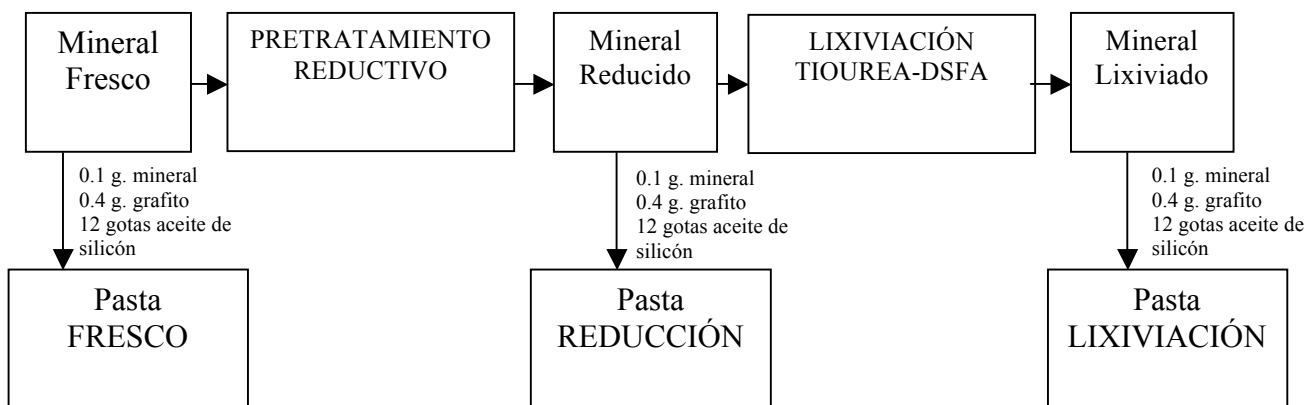 Mineral
Fresco
PRETRATAMIENTO
REDUCTIVO
Mineral
Reducido
LIXIVIACIÓN
TIOUREA-DSFA
Mineral
Lixiviado
0.1 g. mineral
0.4 g. grafito
12 gotas aceite de
silicón
0.1 g. mineral
0.4 g. grafito
12 gotas aceite de
silicón
0.1 g. mineral
0.4 g. grafito
12 gotas aceite de
silicón
Pasta
FRESCO
Pasta
REDUCCIÓN
Pasta
LIXIVIACIÓN